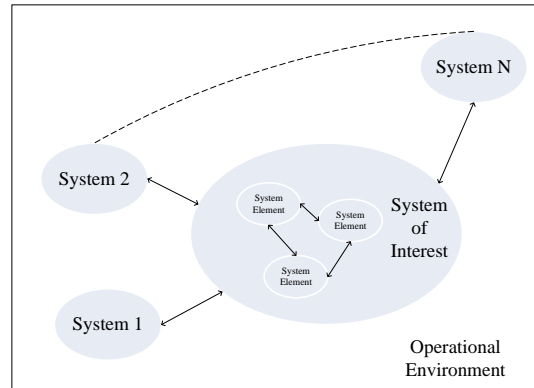 System N
System 2
System
Element
System
Element
System
Element
System
of
Interest
System 1
Operational
Environment